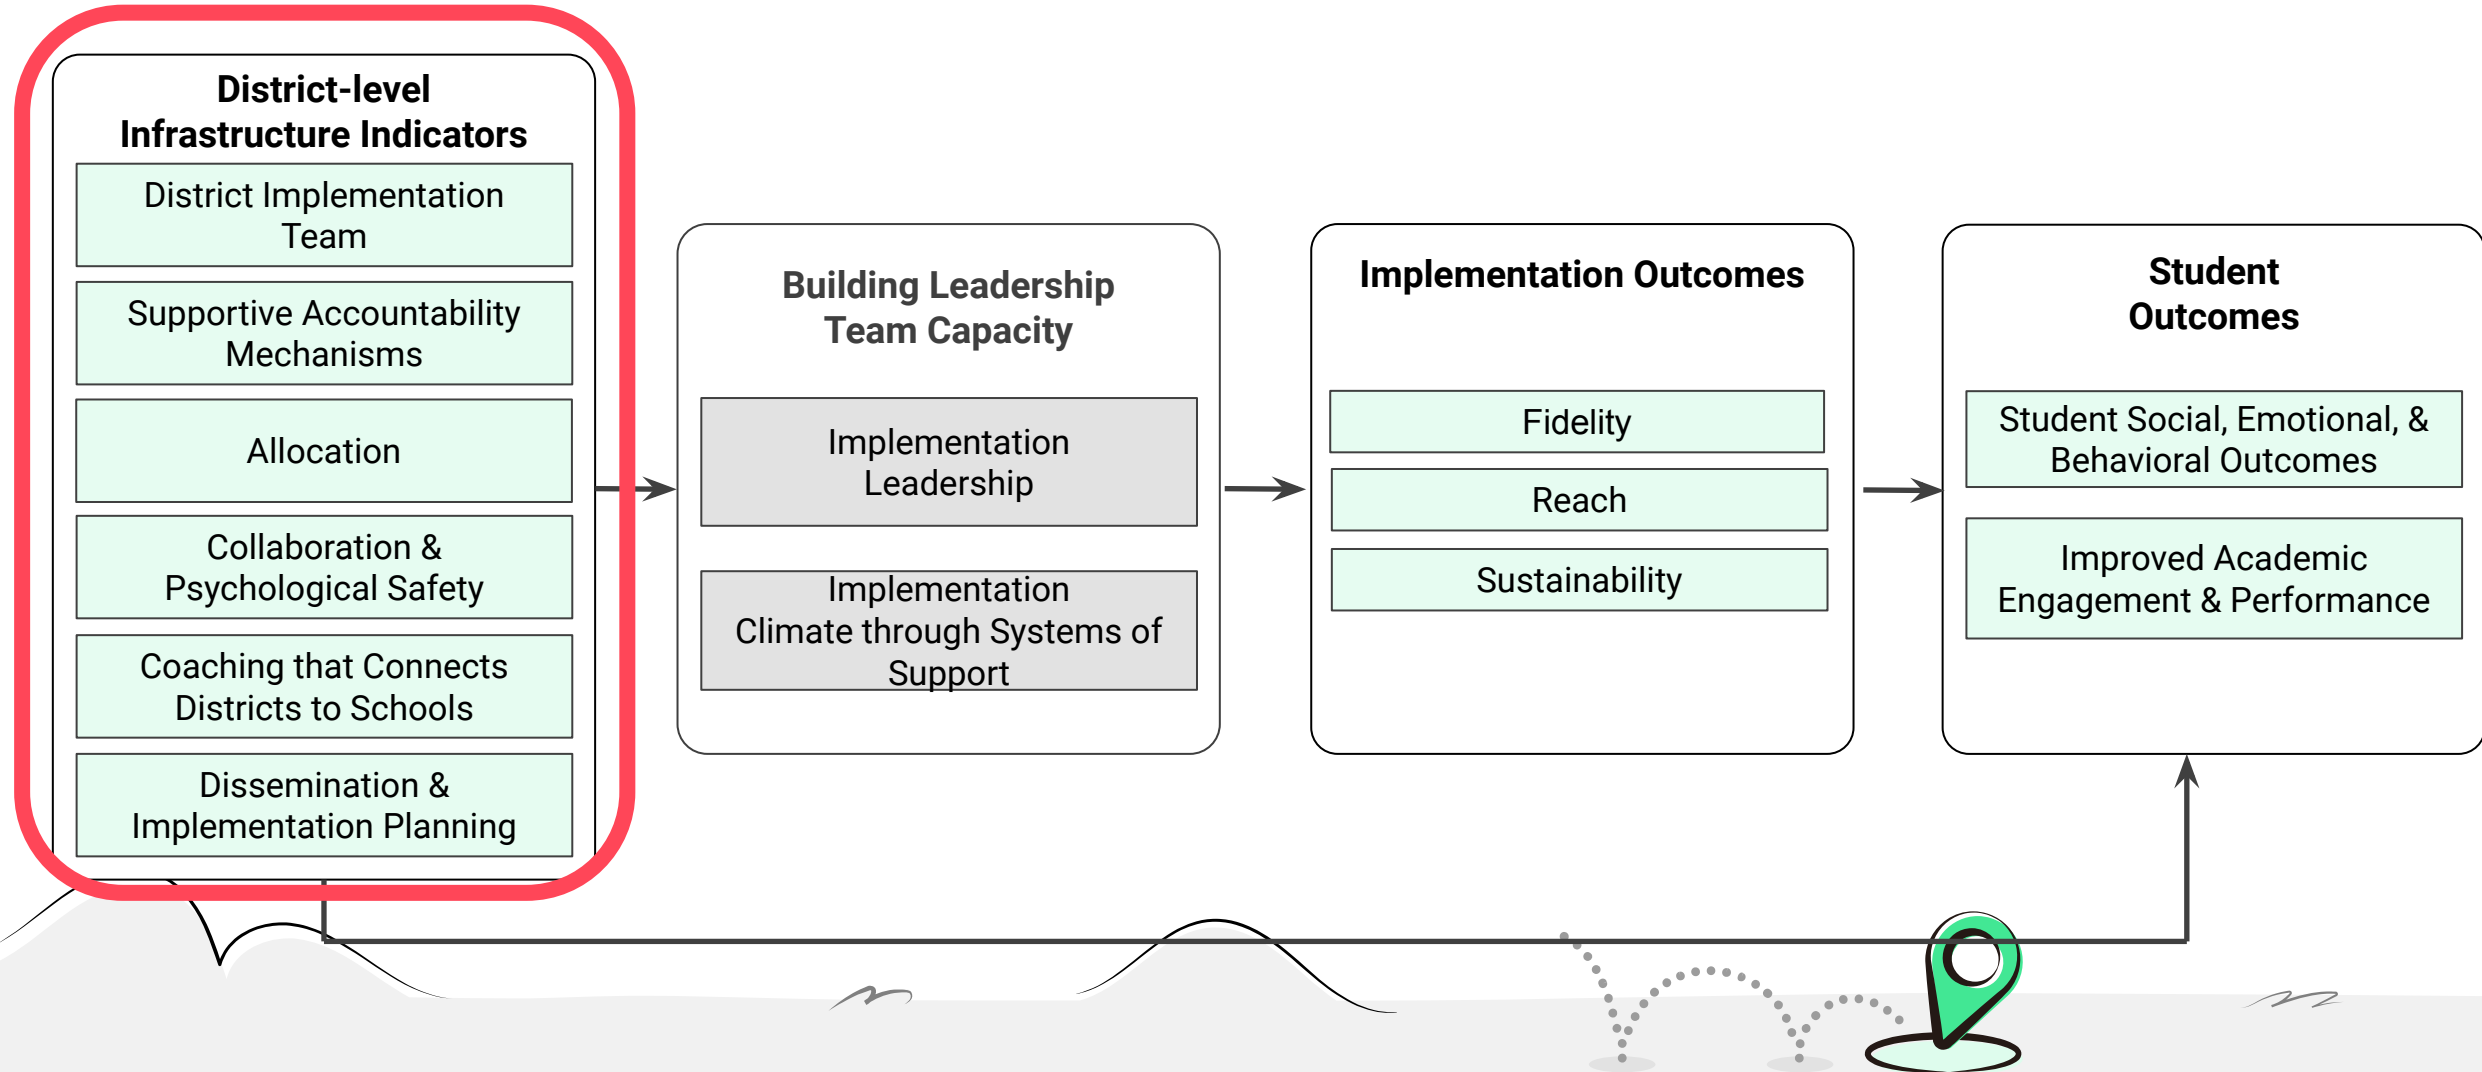 District-level
Infrastructure Indicators
District Implementation
Team
Supportive Accountability
Mechanisms
Allocation
Collaboration &
Psychological Safety
Coaching that Connects
Districts to Schools
Dissemination &
Implementation Planning
Building Leadership
Team Capacity
Implementation
Leadership
Implementation
Climate through Systems of
Support
Implementation Outcomes
Fidelity
Reach
Sustainability
Student
Outcomes
Student Social, Emotional, &
Behavioral Outcomes
Improved Academic
Engagement & Performance